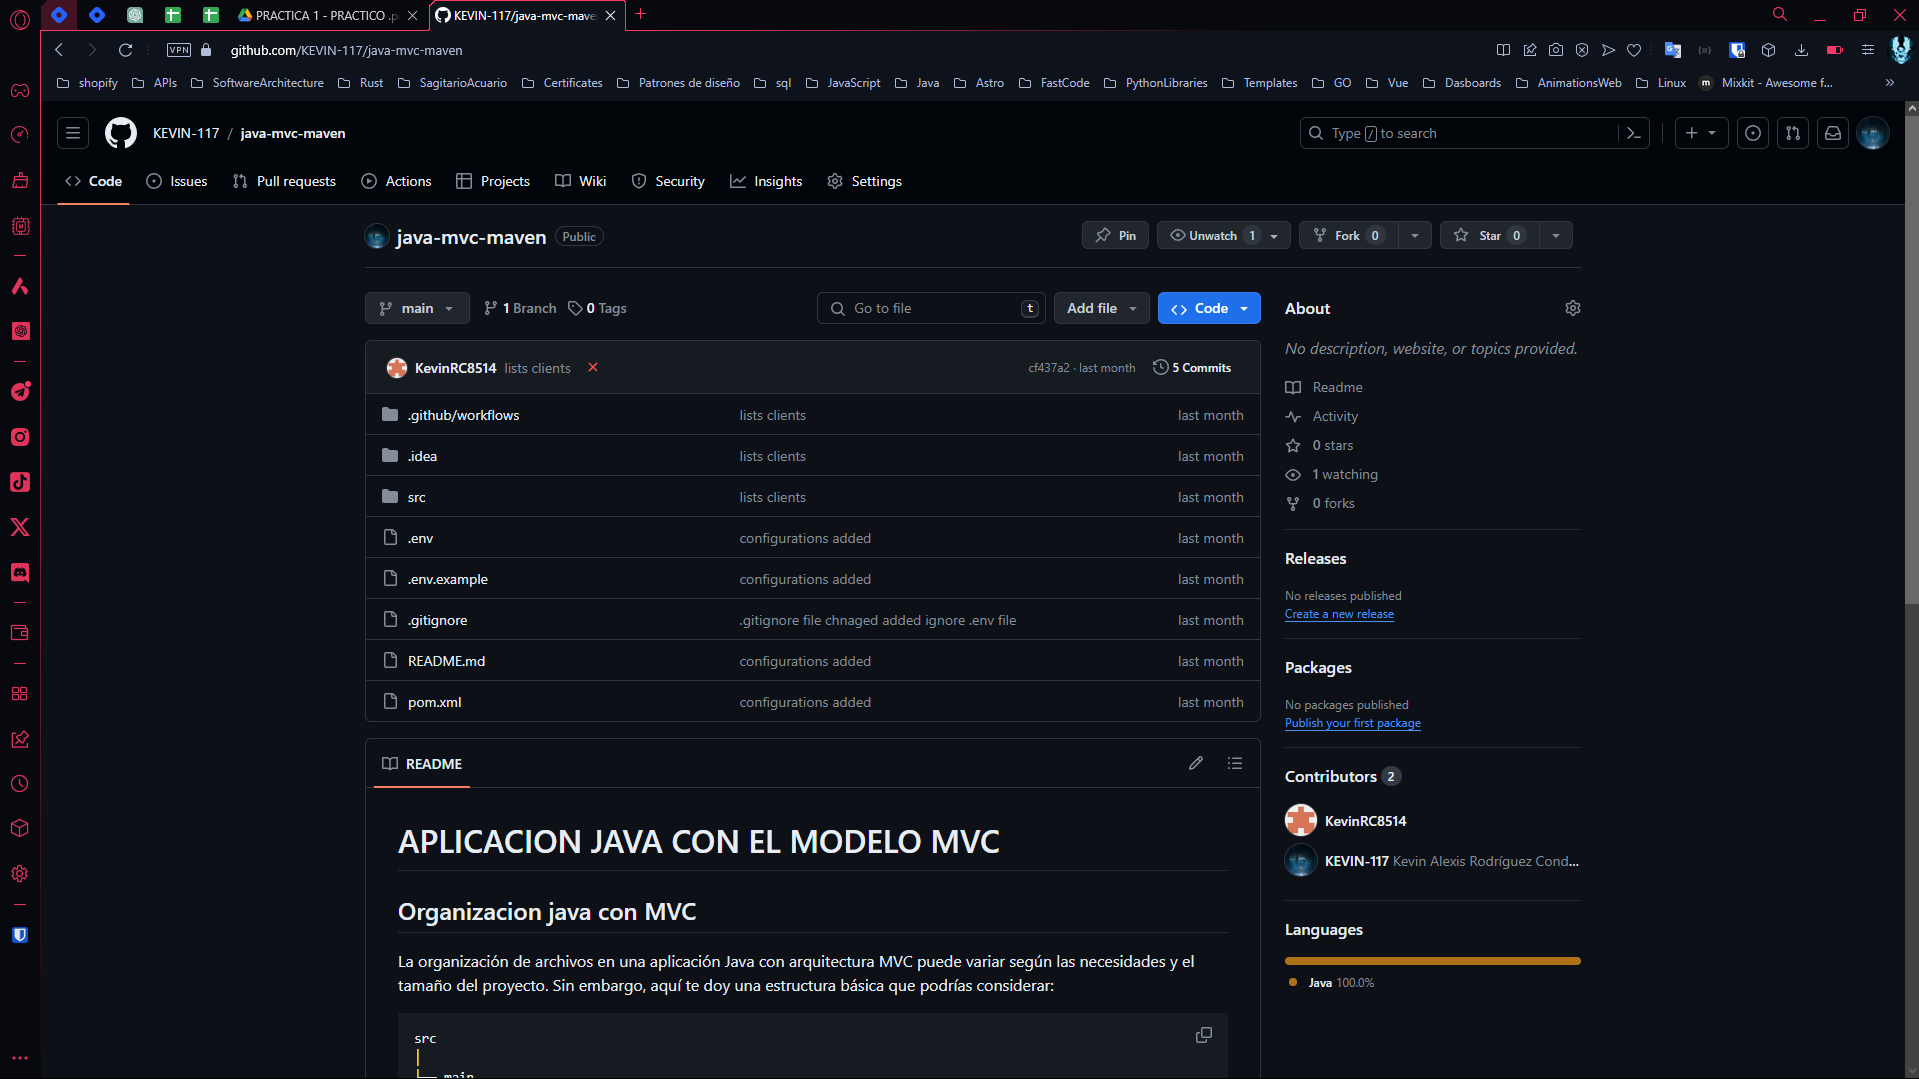 PRACTICA 1 - PRACTICO .p
KEVIN-117/java-mvc-mave
VPN
github.com/KEVIN-117/java-mvc-maven
shopify
APIs
SoftwareArchitecture
Rust
SagitarioAcuario
Certificates
Patrones de diseño
sql
JavaScript
Java
Astro
FastCode
PythonLibraries
Templates
GO
Vue
Dasboards
AnimationsWeb
Linux
m
Mixkit - Awesome f...
KEVIN-117 / java-mvc-maven
Type / to search
Code
Issues
Pull requests
Actions
Projects
Wiki
Security
Insights
Settings
java-mvc-maven
Public
Pin
Unwatch 1
Fork 0
Star 0
main
1 Branch
0 Tags
Go to file
t
Add file
Code
KevinRC8514 lists clients
cf437a2 · last month
5 Commits
.github/workflows lists clients last month
.idea lists clients last month
src lists clients last month
.env configurations added last month
.env.example configurations added last month
.gitignore .gitignore file chnaged added ignore .env file last month
README.md configurations added last month
pom.xml configurations added last month
README
APLICACION JAVA CON EL MODELO MVC
Organizacion java con MVC
La organización de archivos en una aplicación Java con arquitectura MVC puede variar según las necesidades y el
tamaño del proyecto. Sin embargo, aquí te doy una estructura básica que podrías considerar:
src
│
└── main
About
No description, website, or topics provided.
Readme
Activity
0 stars
1 watching
0 forks
Releases
No releases published
Create a new release
Packages
No packages published
Publish your first package
Contributors 2
KevinRC8514
KEVIN-117 Kevin Alexis Rodríguez Cond...
Languages
Java 100.0%